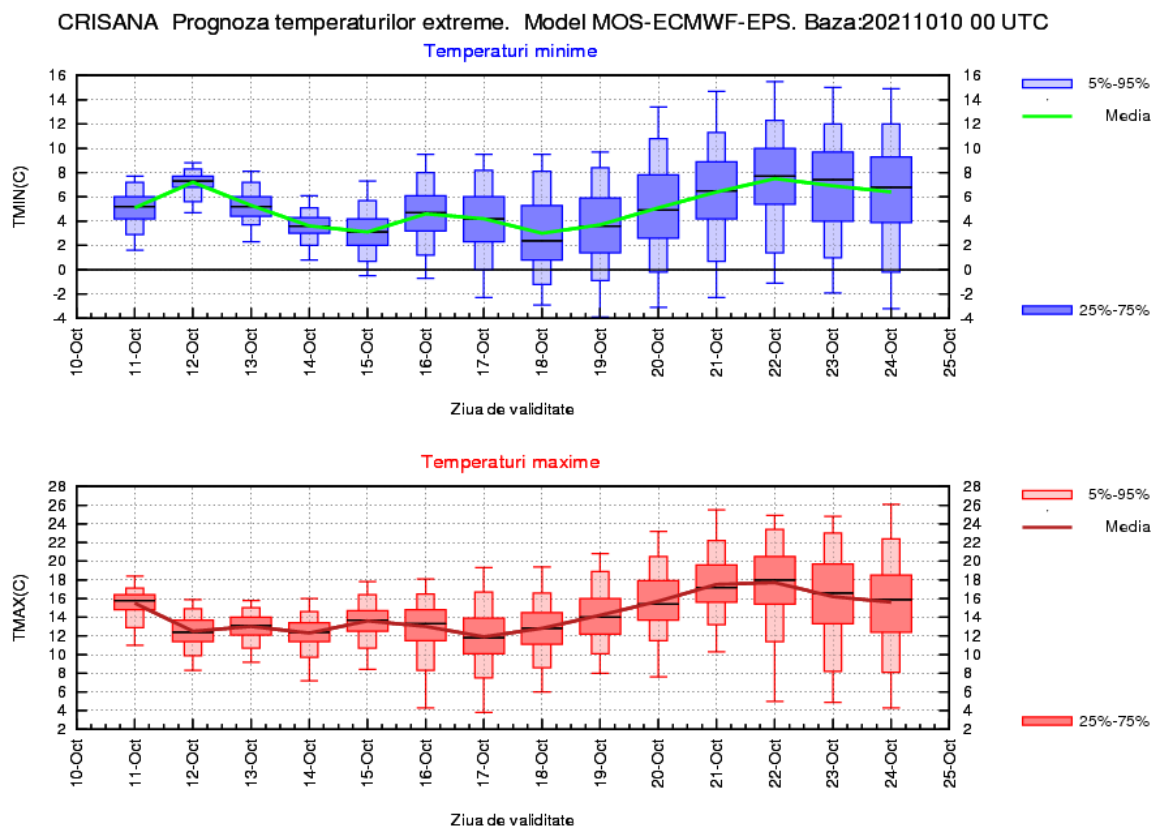 CRISANA Prognoza temperaturilor extreme. Model MOS-ECMWF-EPS. Baza:20211010 00 UTC
Temperaturi minime
TMIN(C)
16 14 12 10 8 6 4 2 0 -2 -4
16 14 12 10 8 6 4 2 0 -2 -4
10-Oct 11-Oct 12-Oct 13-Oct 14-Oct 15-Oct 16-Oct 17-Oct 18-Oct 19-Oct 20-Oct 21-Oct 22-Oct 23-Oct 24-Oct 25-Oct
Ziua de validitate
5%-95%
Media
25%-75%
Temperaturi maxime
TMAX(C)
28 26 24 22 20 18 16 14 12 10 8 6 4 2
28 26 24 22 20 18 16 14 12 10 8 6 4 2
10-Oct 11-Oct 12-Oct 13-Oct 14-Oct 15-Oct 16-Oct 17-Oct 18-Oct 19-Oct 20-Oct 21-Oct 22-Oct 23-Oct 24-Oct 25-Oct
Ziua de validitate
5%-95%
Media
25%-75%